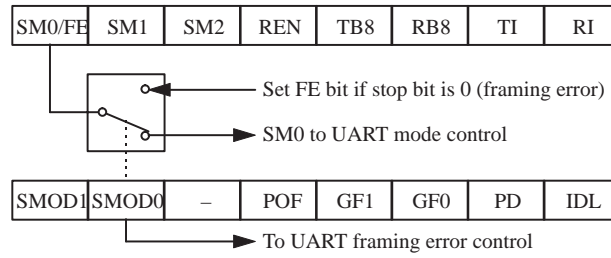 SM0/FE SM1 SM2 REN TB8 RB8 TI RI
Set FE bit if stop bit is 0 (framing error)
SM0 to UART mode control
SMOD1 SMOD0 – POF GF1 GF0 PD IDL
To UART framing error control